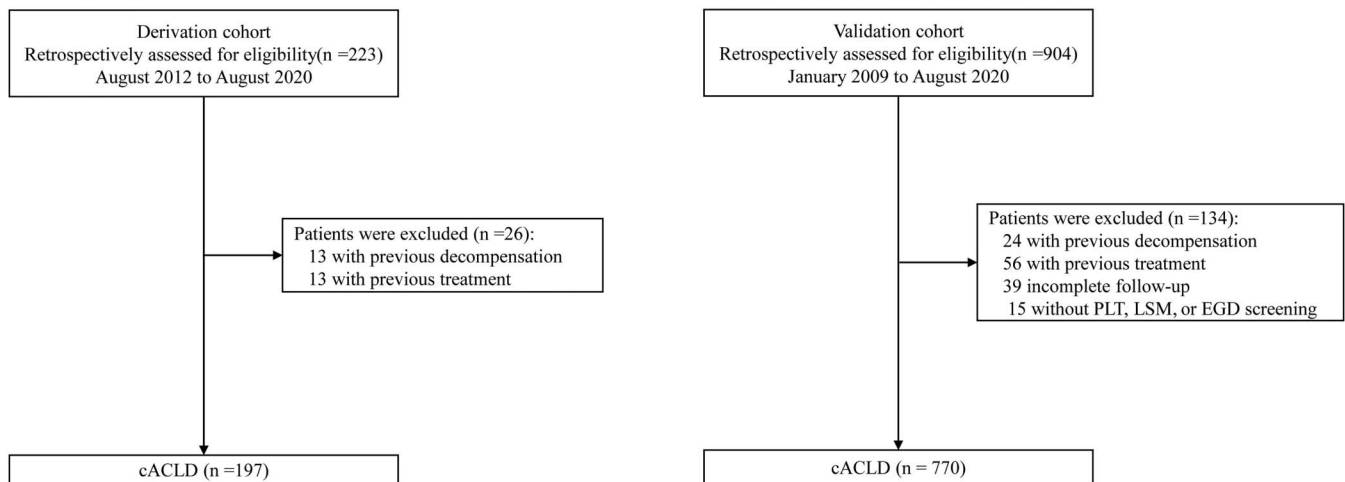 Derivation cohort
Retrospectively assessed for eligibility(n =223)
August 2012 to August 2020
Patients were excluded (n =26):
13 with previous decompensation
13 with previous treatment
cACLD (n =197)
Validation cohort
Retrospectively assessed for eligibility(n =904)
January 2009 to August 2020
Patients were excluded (n =134):
24 with previous decompensation
56 with previous treatment
39 incomplete follow-up
15 without PLT, LSM, or EGD screening
cACLD (n = 770)